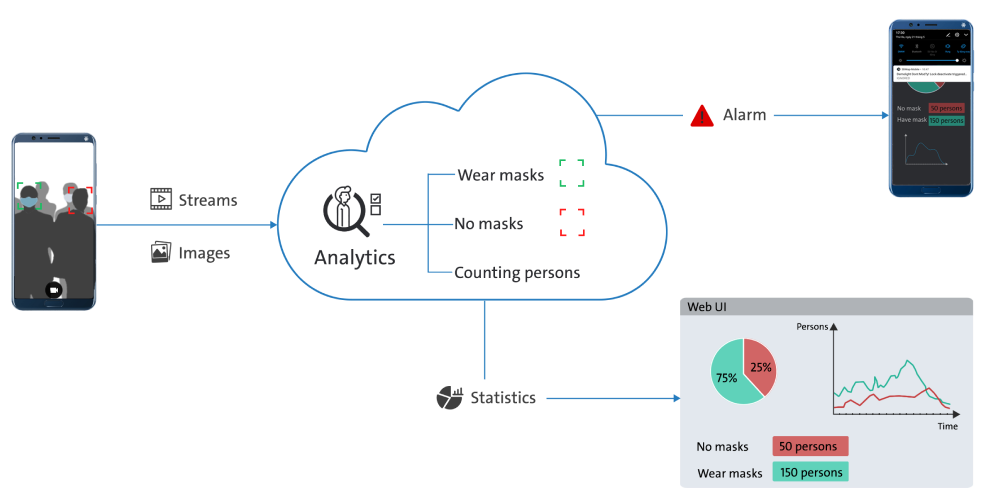 Streams
Images
Analytics
Wear masks
No masks
Counting persons
Alarm
No mask 50 persons
Have mask 150 persons
Statistics
Web UI
Persons
75%
25%
Time
No masks 50 persons
Wear masks 150 persons